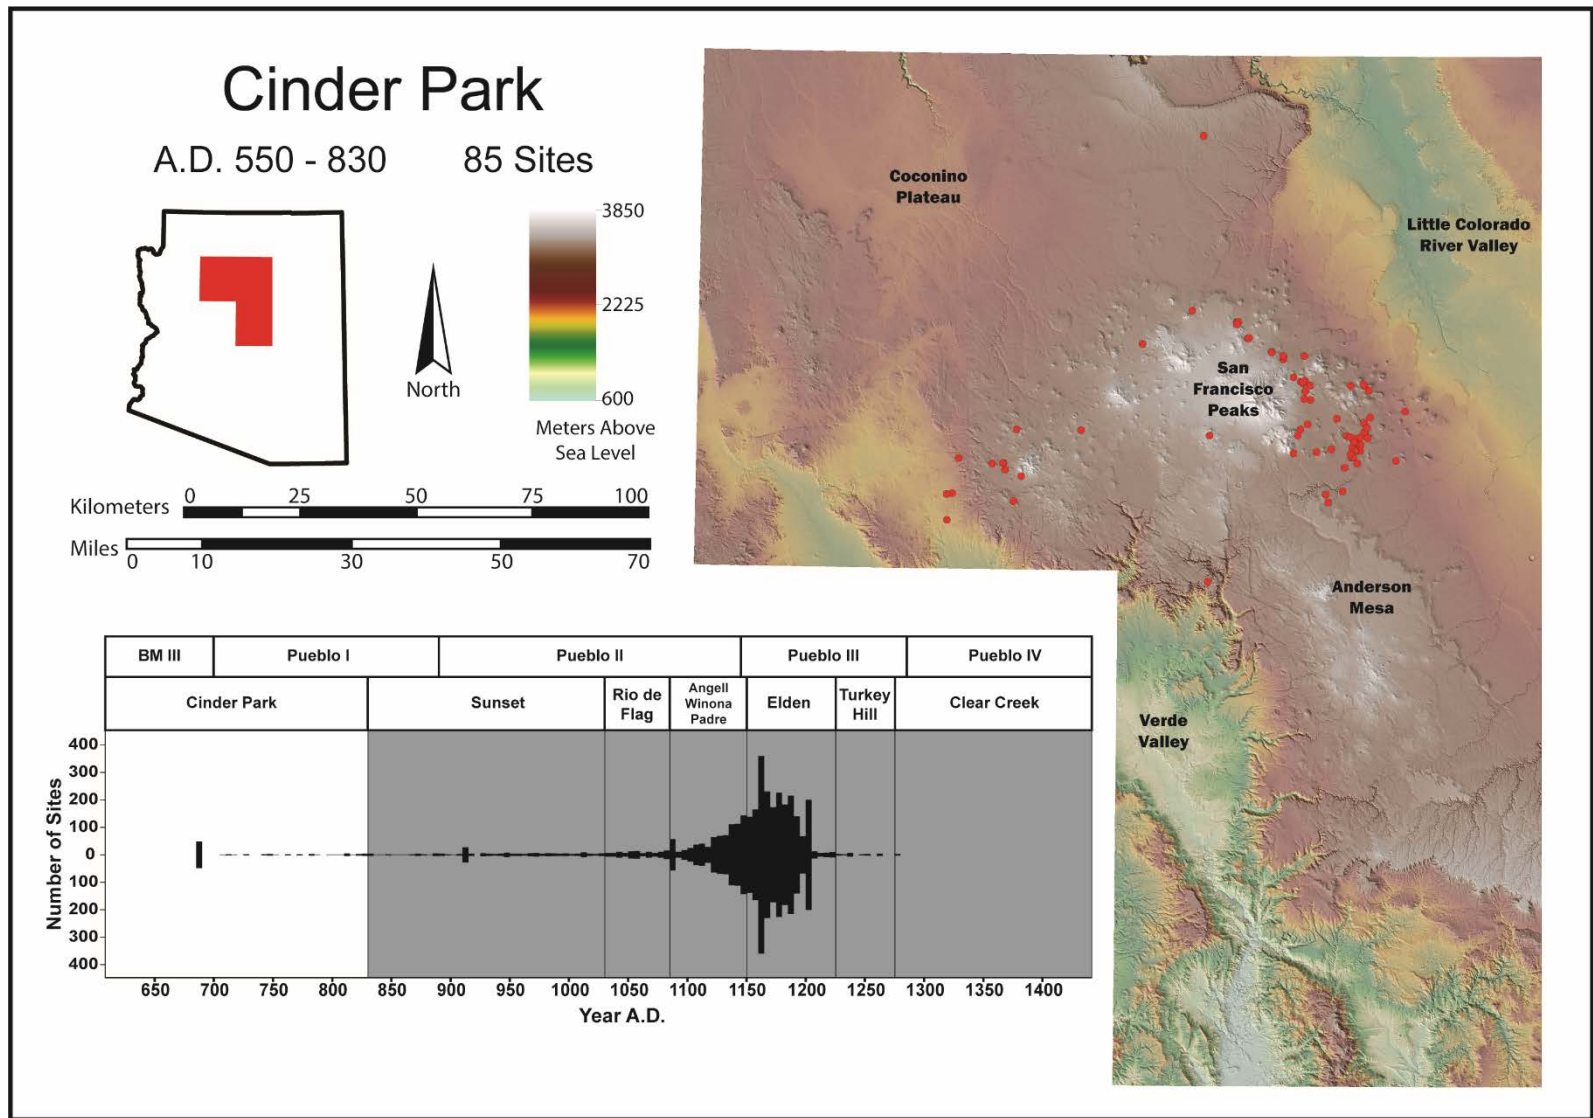 Cinder Park
A.D. 550 - 830 85 Sites
3850
2225
600
Meters Above
Sea Level
North
Kilometers 0 25 50 75 100
Miles 0 10 30 50 70
Coconino
Plateau
Little Colorado
River Valley
San
Francisco
Peaks
Anderson
Mesa
Verde
Valley
BM III Pueblo I Pueblo II Pueblo III Pueblo IV
Cinder Park
Sunset
Rio de
Flag
Angell
Winona
Padre
Elden
Turkey
Hill
Clear Creek
Number of Sites
400
300
200
100
0
100
200
300
400
650 700 750 800 850 900 950 1000 1050 1100 1150 1200 1250 1300 1350 1400
Year A.D.